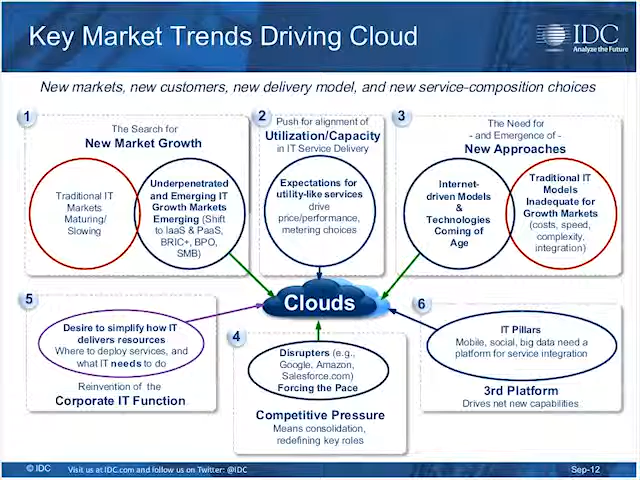 Key Market Trends Driving Cloud
IDC
Analyze the Future
New markets, new customers, new delivery model, and new service-composition choices
1
The Search for
New Market Growth
Traditional IT
Markets
Maturing/
Slowing
Underpenetrated
and Emerging IT
Growth Markets
Emerging (Shift
to IaaS & PaaS,
BRIC+, BPO,
SMB)
2
Push for alignment of
Utilization/Capacity
in IT Service Delivery
Expectations for
utility-like services
drive
price/performance,
metering choices
3
The Need for
- and Emergence of -
New Approaches
Internet-
driven Models
&
Technologies
Coming of
Age
Traditional IT
Models
Inadequate for
Growth Markets
(costs, speed,
complexity,
integration)
Clouds
5
Desire to simplify how IT
delivers resources
Where to deploy services, and
what IT needs to do
Reinvention of the
Corporate IT Function
4
Disrupters (e.g.,
Google, Amazon,
Salesforce.com)
Forcing the Pace
Competitive Pressure
Means consolidation,
redefining key roles
6
IT Pillars
Mobile, social, big data need a
platform for service integration
3rd Platform
Drives net new capabilities
© IDC
Visit us at IDC.com and follow us on Twitter: @IDC
Sep-12